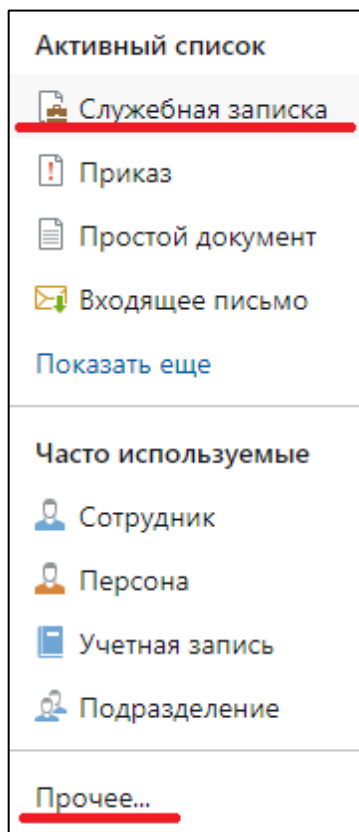 Активный список
Служебная записка
Приказ
Простой документ
Входящее письмо
Показать еще
Часто используемые
Сотрудник
Персона
Учетная запись
Подразделение
Прочее...